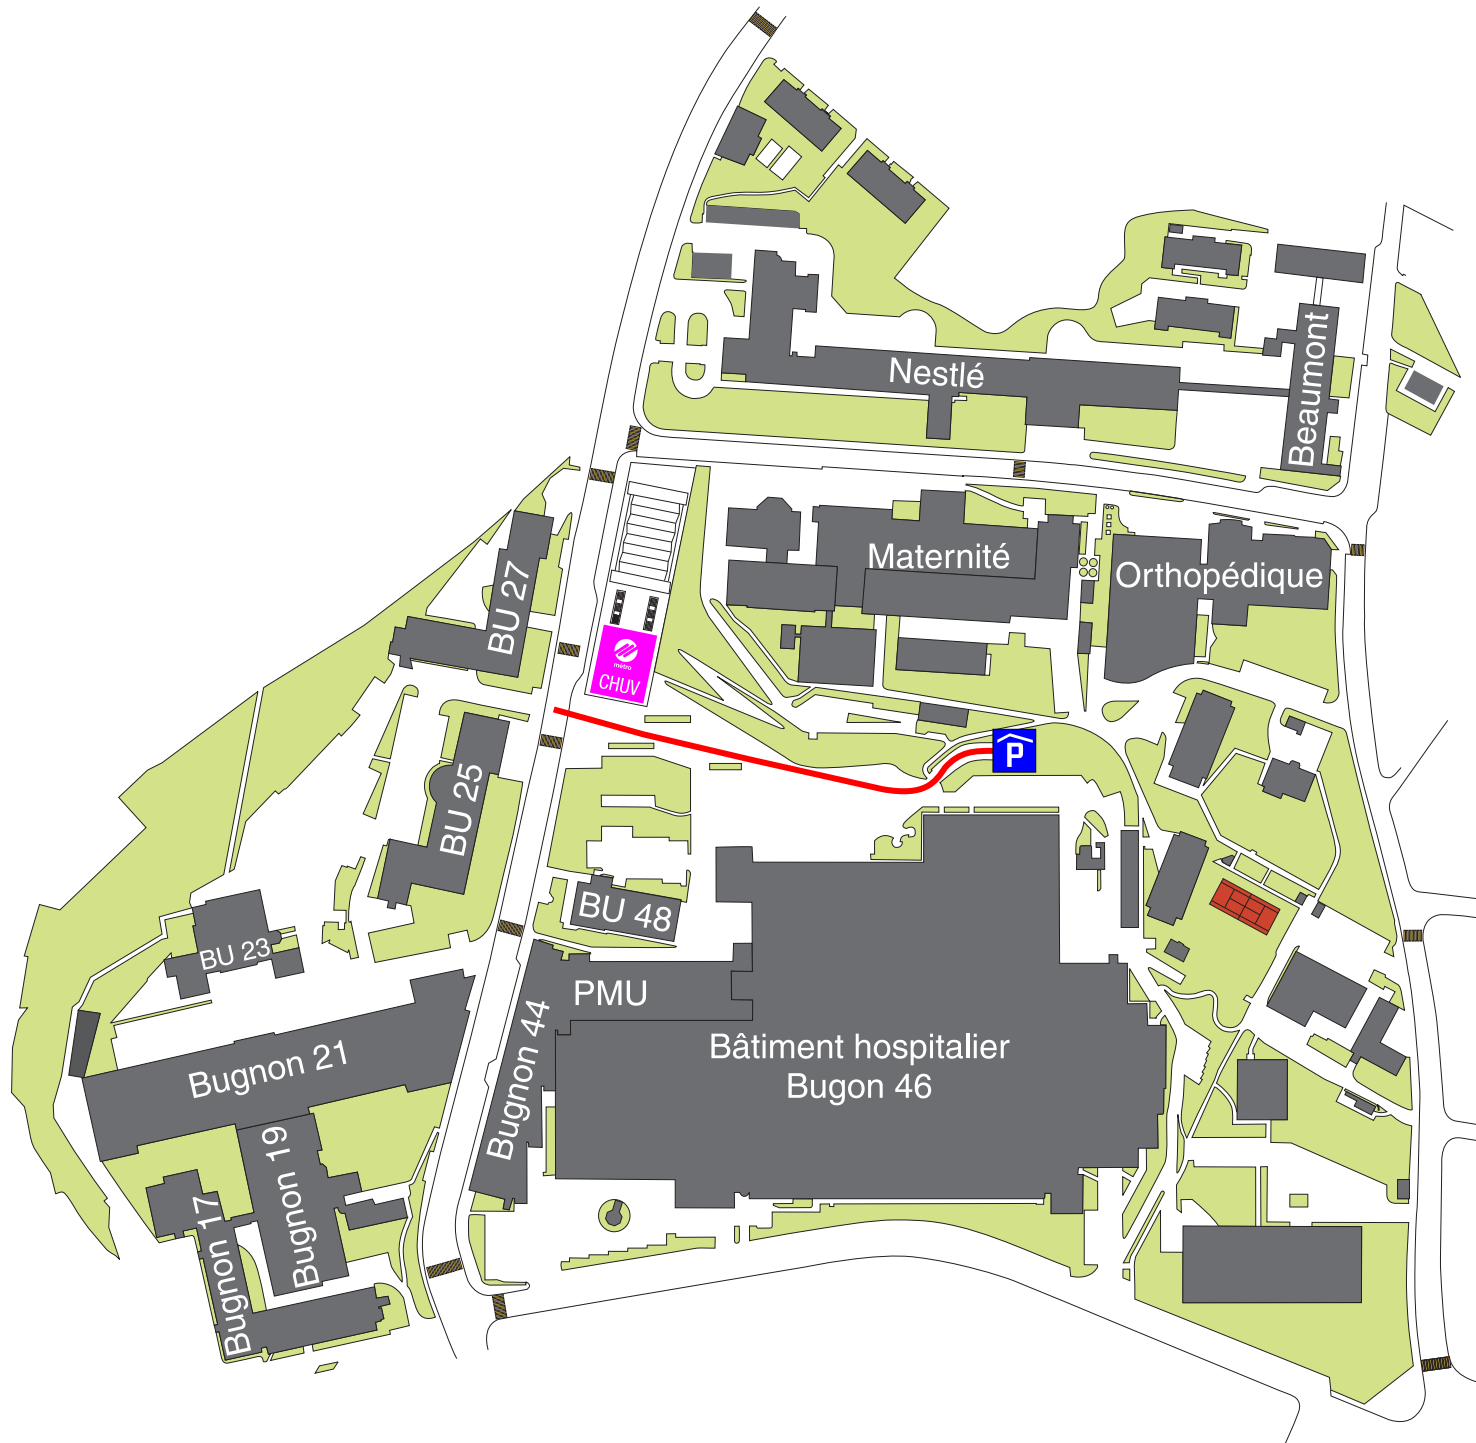 Nestlé
Beaumont
Maternité
Orthopédique
BU 27
metro
CHUV
P
BU 25
BU 48
BU 23
PMU
Bugnon 44
Bâtiment hospitalier
Bugon 46
Bugnon 21
Bugnon 19
Bugnon 17